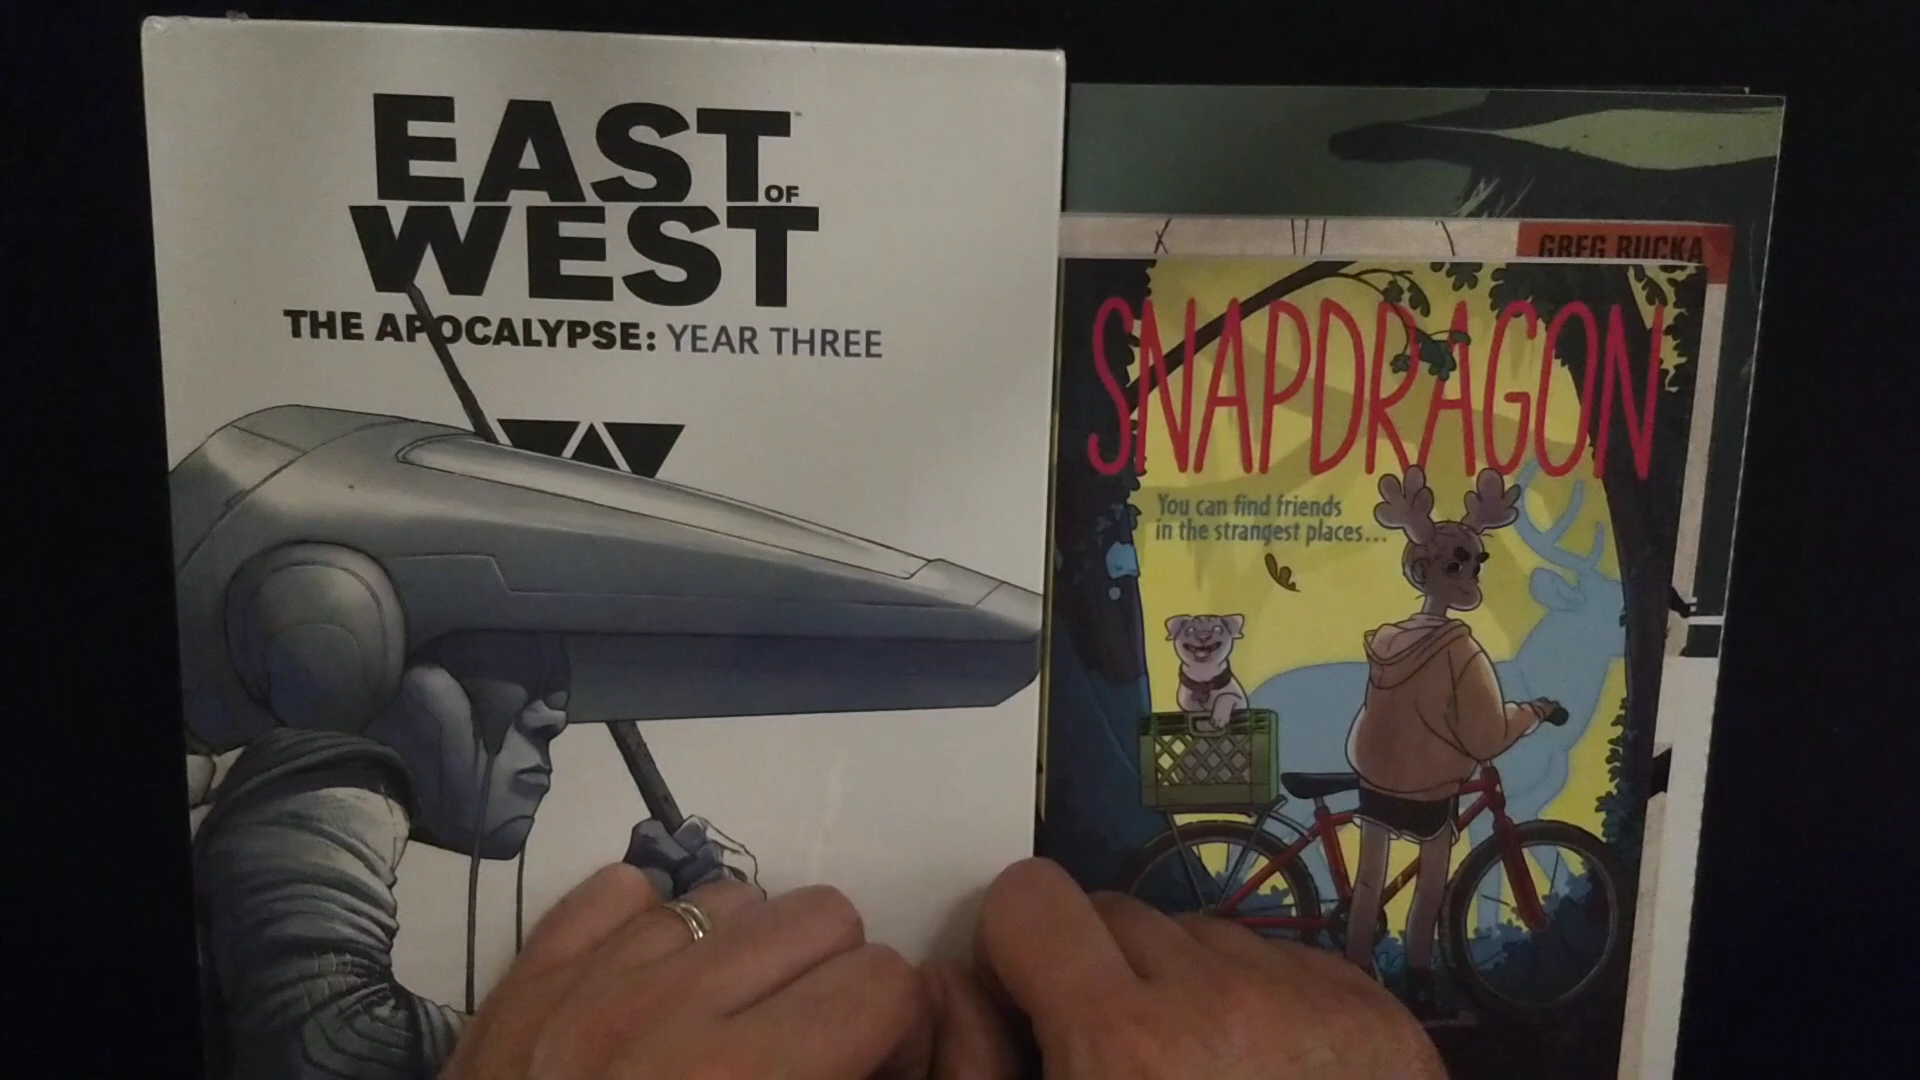 EAST
OF
WEST
THE APOCALYPSE: YEAR THREE
GREG RUCKA
SNAPDRAGON
You can find friends
in the strangest places...